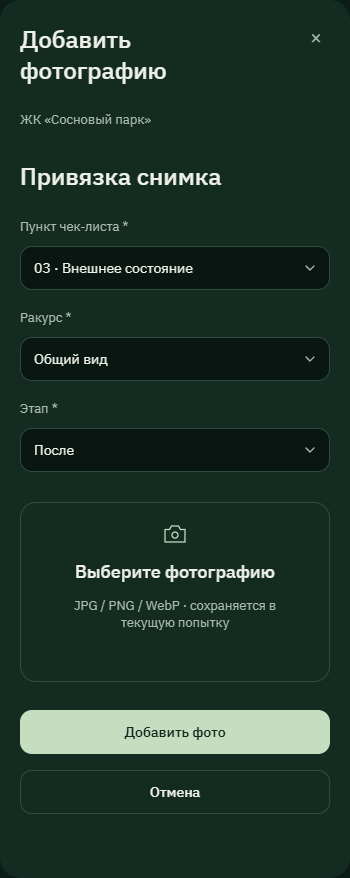 Добавить
фотографию
×
ЖК «Сосновый парк»
Привязка снимка
Пункт чек-листа *
03 · Внешнее состояние
Ракурс *
Общий вид
Этап *
После
Выберите фотографию
JPG / PNG / WebP · сохраняется в
текущую попытку
Добавить фото
Отмена